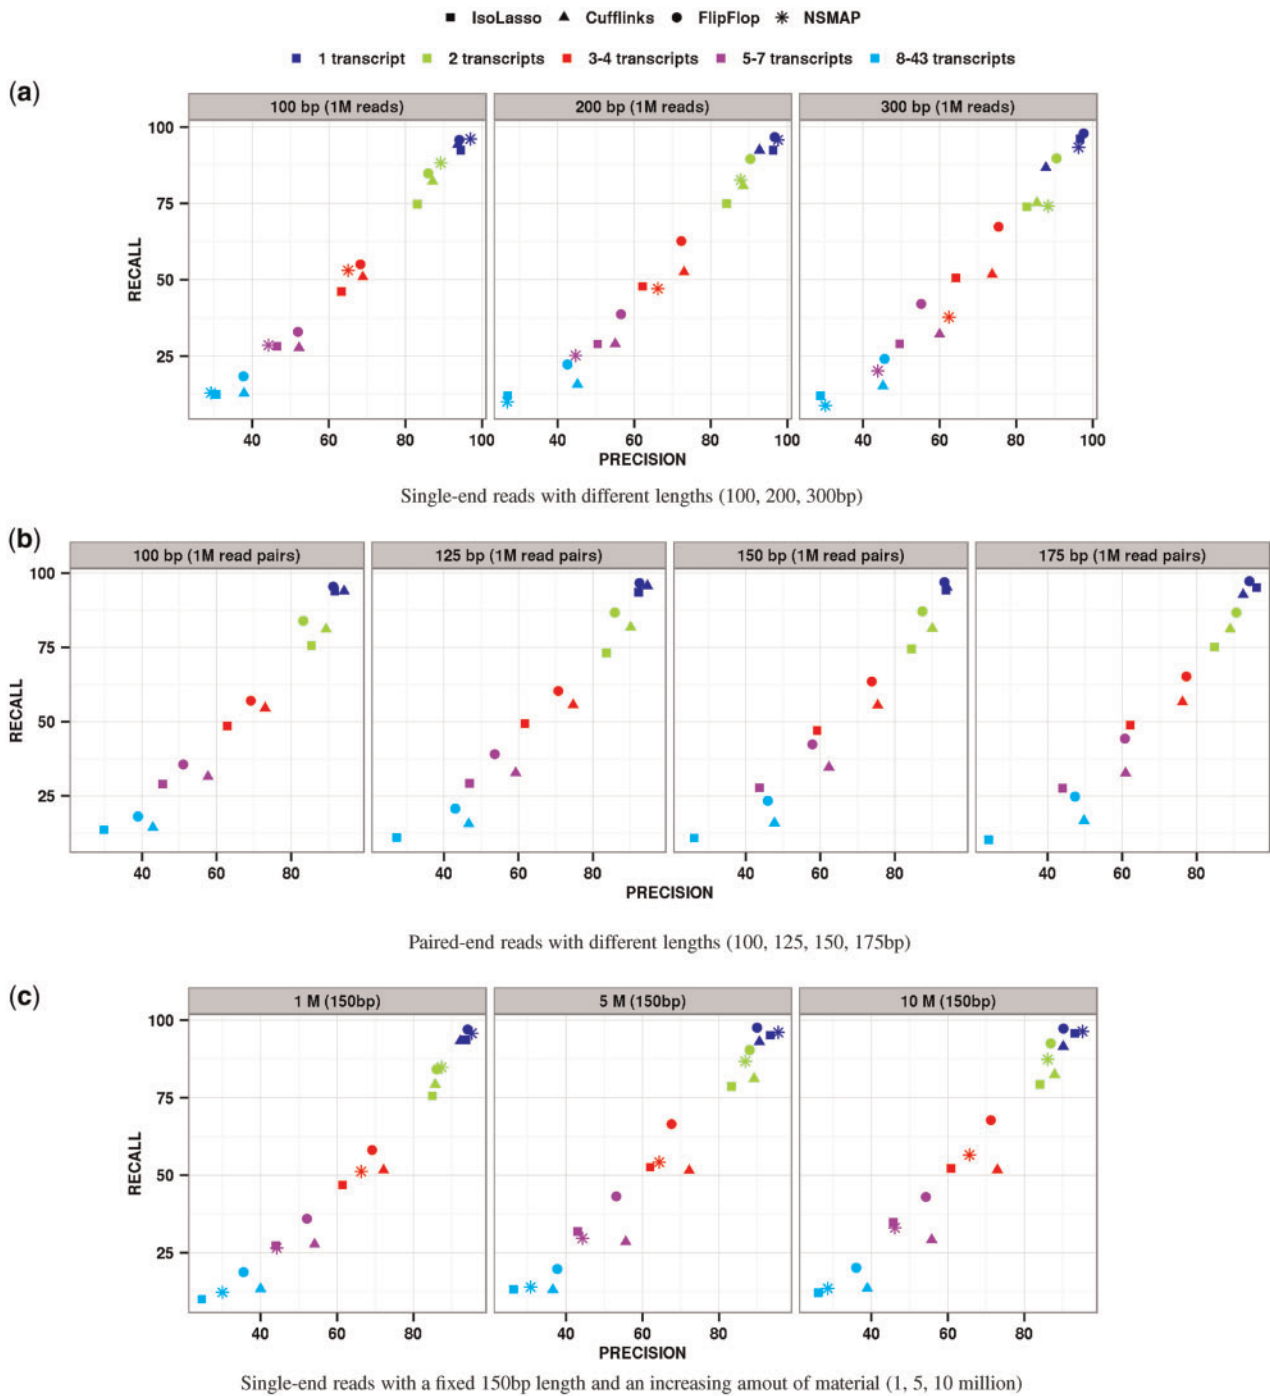 IsoLasso Cufflinks FlipFlop NSMAP
1 transcript 2 transcripts 3-4 transcripts 5-7 transcripts 8-43 transcripts
(a)
100 bp (1M reads) 200 bp (1M reads) 300 bp (1M reads)
100
75
50
25
RECALL
40 60 80 100 40 60 80 100 40 60 80 100
PRECISION
Single-end reads with different lengths (100, 200, 300bp)
(b)
100 bp (1M read pairs) 125 bp (1M read pairs) 150 bp (1M read pairs) 175 bp (1M read pairs)
100
75
50
25
RECALL
40 60 80 40 60 80 40 60 80 40 60 80
PRECISION
Paired-end reads with different lengths (100, 125, 150, 175bp)
(c)
1 M (150bp) 5 M (150bp) 10 M (150bp)
100
75
50
25
RECALL
40 60 80 40 60 80 40 60 80
PRECISION
Single-end reads with a fixed 150bp length and an increasing amout of material (1, 5, 10 million)